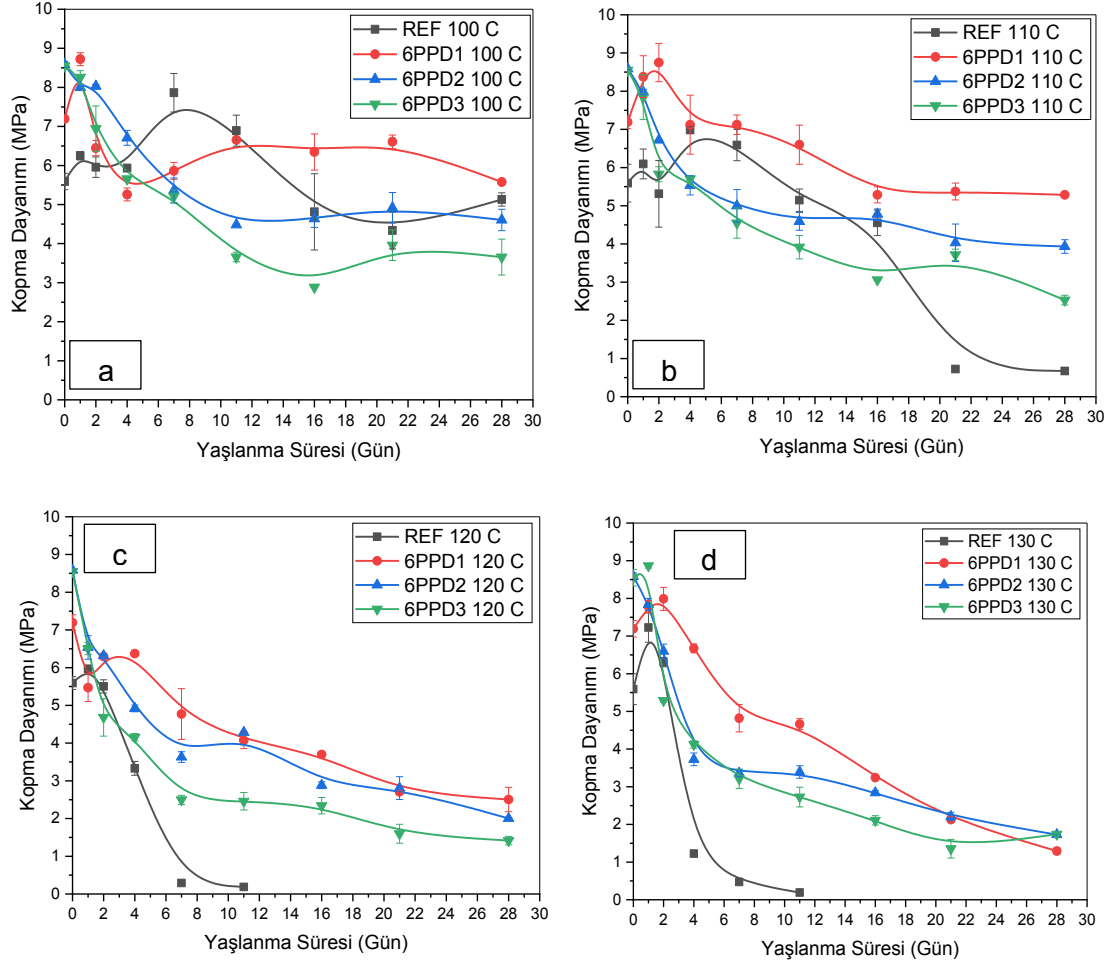 10
9
8
7
6
5
4
3
2
1
0
Kopma Dayanımı (MPa)
REF 100 C
6PPD1 100 C
6PPD2 100 C
6PPD3 100 C
a
0 2 4 6 8 10 12 14 16 18 20 22 24 26 28 30
Yaşlanma Süresi (Gün)
10
9
8
7
6
5
4
3
2
1
0
Kopma Dayanımı (MPa)
REF 110 C
6PPD1 110 C
6PPD2 110 C
6PPD3 110 C
b
0 2 4 6 8 10 12 14 16 18 20 22 24 26 28 30
Yaşlanma Süresi (Gün)
10
9
8
7
6
5
4
3
2
1
0
Kopma Dayanımı (MPa)
c
REF 120 C
6PPD1 120 C
6PPD2 120 C
6PPD3 120 C
0 2 4 6 8 10 12 14 16 18 20 22 24 26 28 30
Yaşlanma Süresi (Gün)
10
9
8
7
6
5
4
3
2
1
0
Kopma Dayanımı (MPa)
d
REF 130 C
6PPD1 130 C
6PPD2 130 C
6PPD3 130 C
0 2 4 6 8 10 12 14 16 18 20 22 24 26 28 30
Yaşlanma Süresi (Gün)